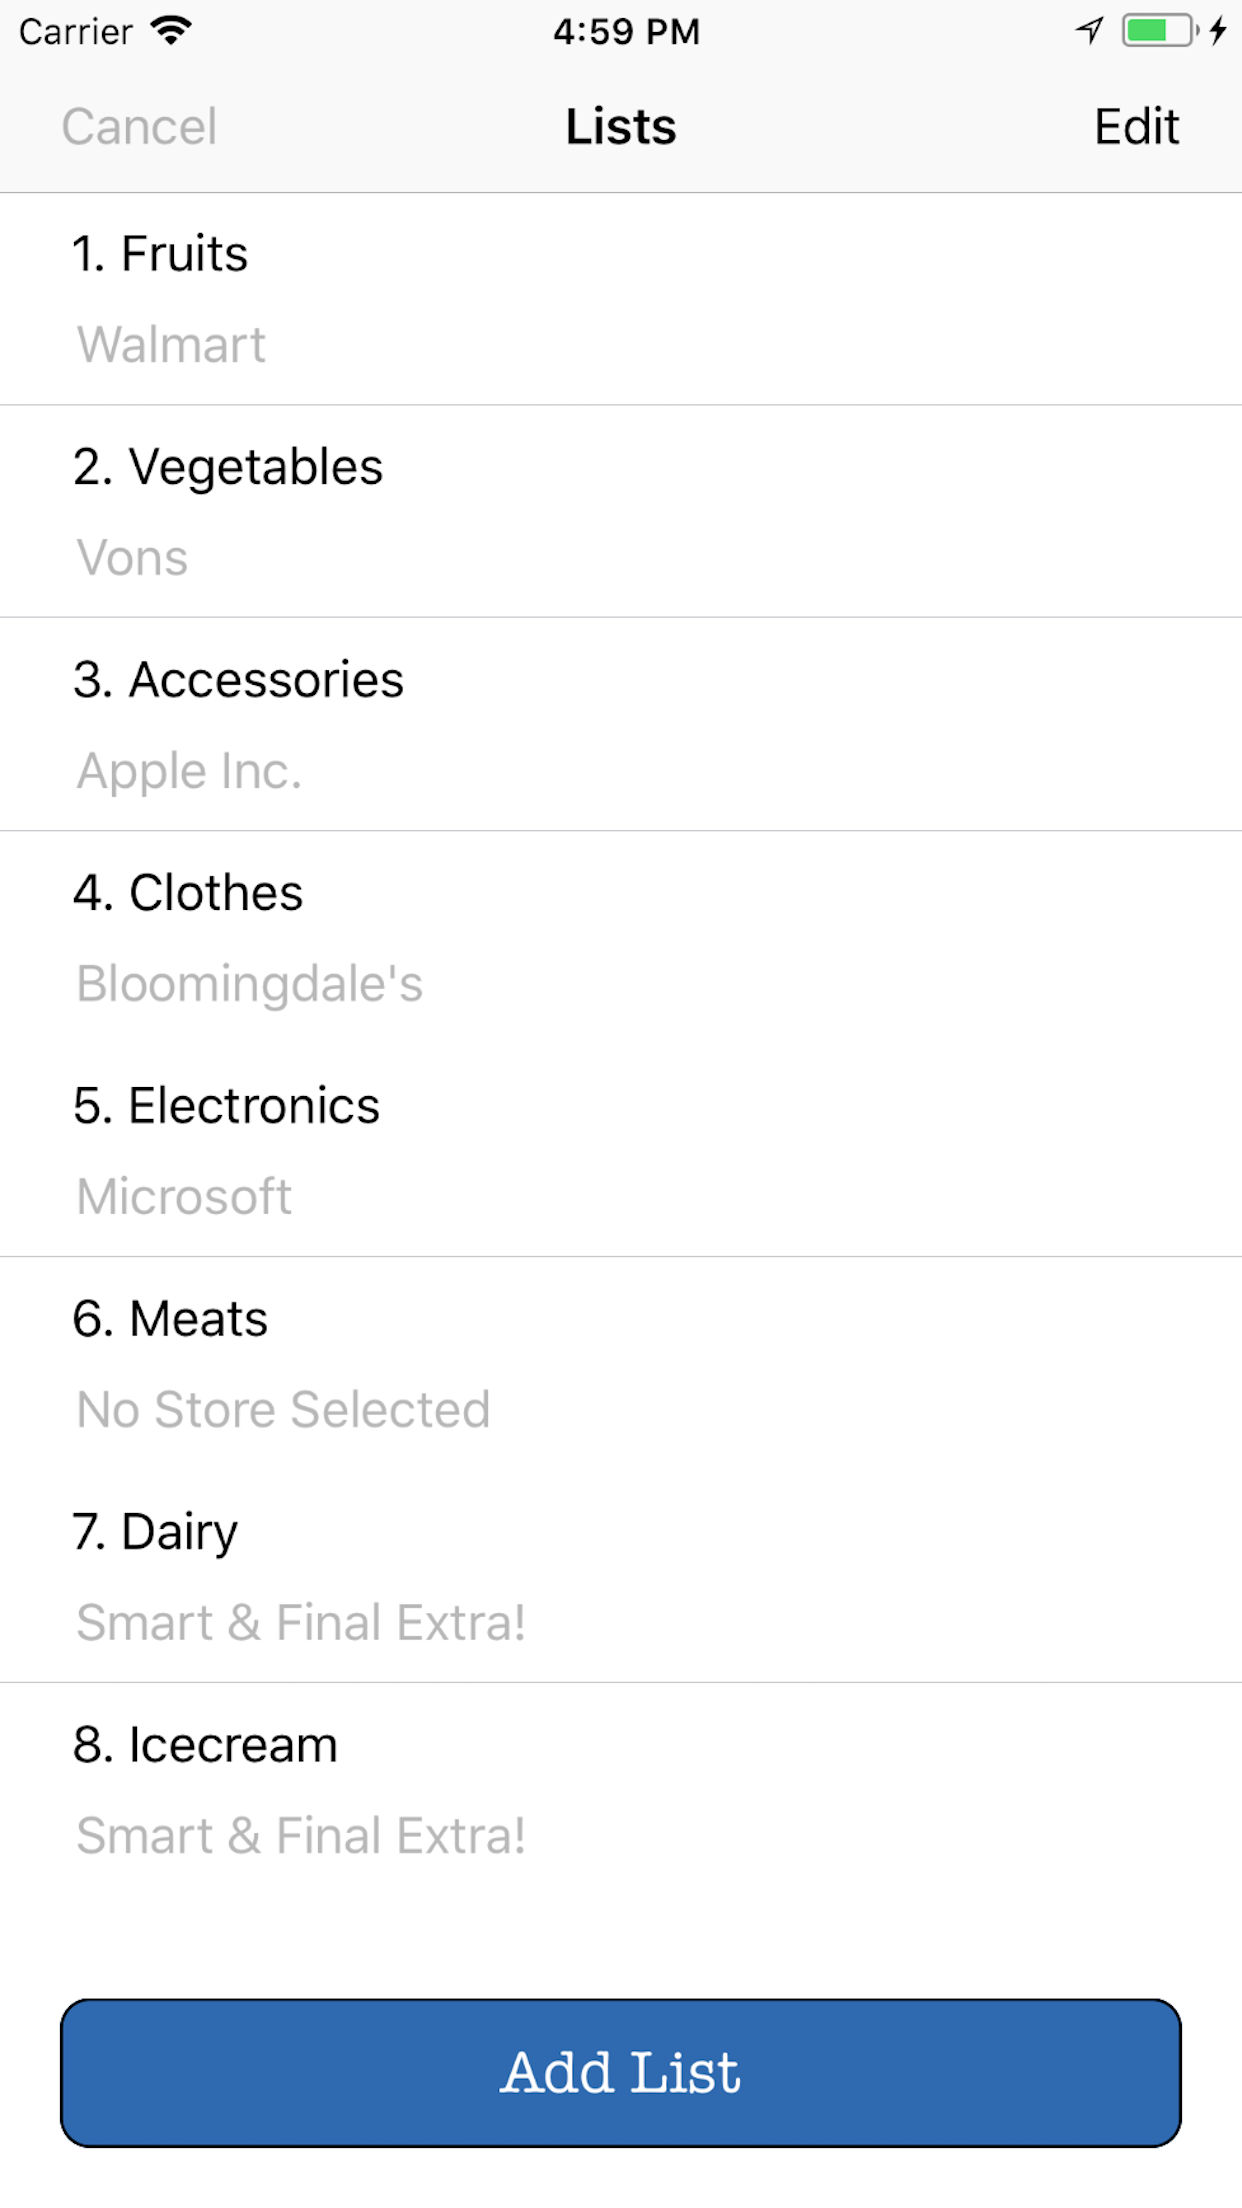 Carrier 4:59 PM
Cancel Lists Edit
1. Fruits
Walmart
2. Vegetables
Vons
3. Accessories
Apple Inc.
4. Clothes
Bloomingdale's
5. Electronics
Microsoft
6. Meats
No Store Selected
7. Dairy
Smart & Final Extra!
8. Icecream
Smart & Final Extra!
Add List